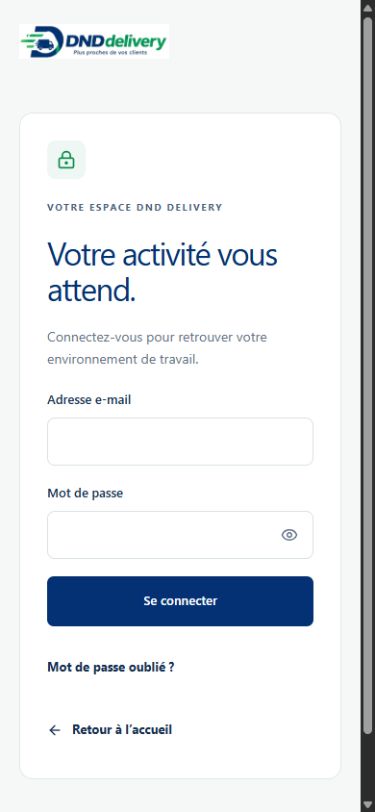 DNDdelivery
Plus proches de vos clients
VOTRE ESPACE DND DELIVERY
Votre activité vous
attend.
Connectez-vous pour retrouver votre
environnement de travail.
Adresse e-mail
Mot de passe
Se connecter
Mot de passe oublié ?
← Retour à l’accueil